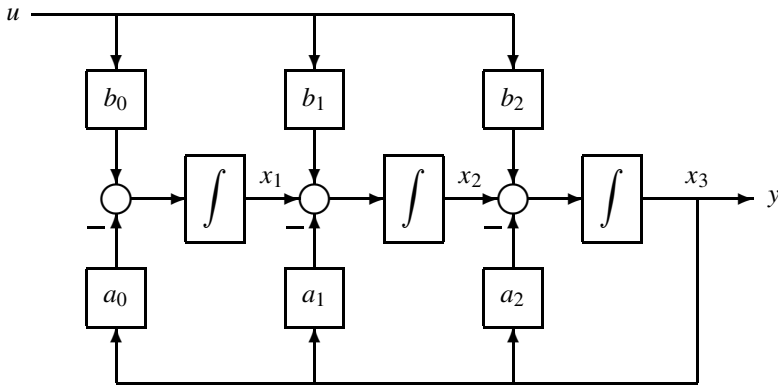 u
b₀ b₁ b₂
∫ x₁ ∫ x₂ ∫ x₃ y
− − −
a₀ a₁ a₂